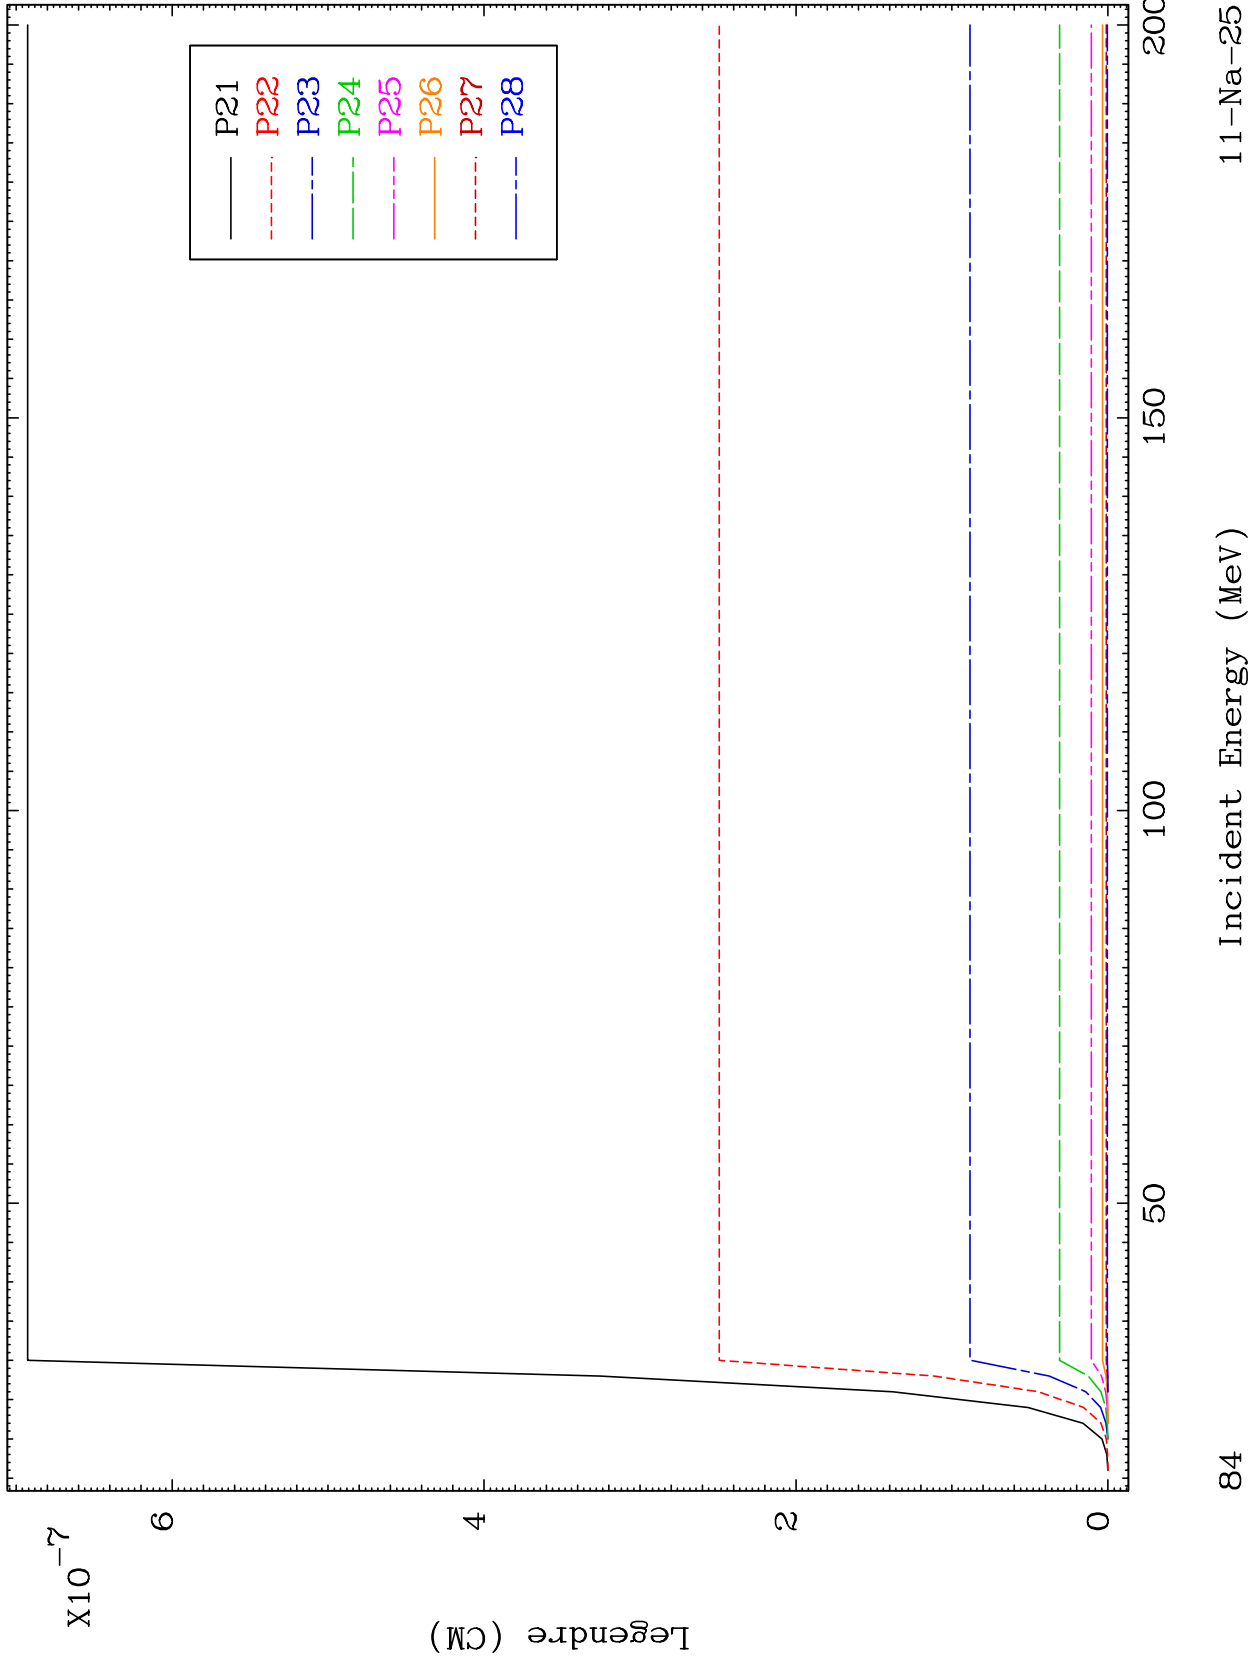 X10-7
6
4
2
0
Legendre (CM)
P21
P22
P23
P24
P25
P26
P27
P28
50
100
150
200
Incident Energy (MeV)
84
11-Na-25